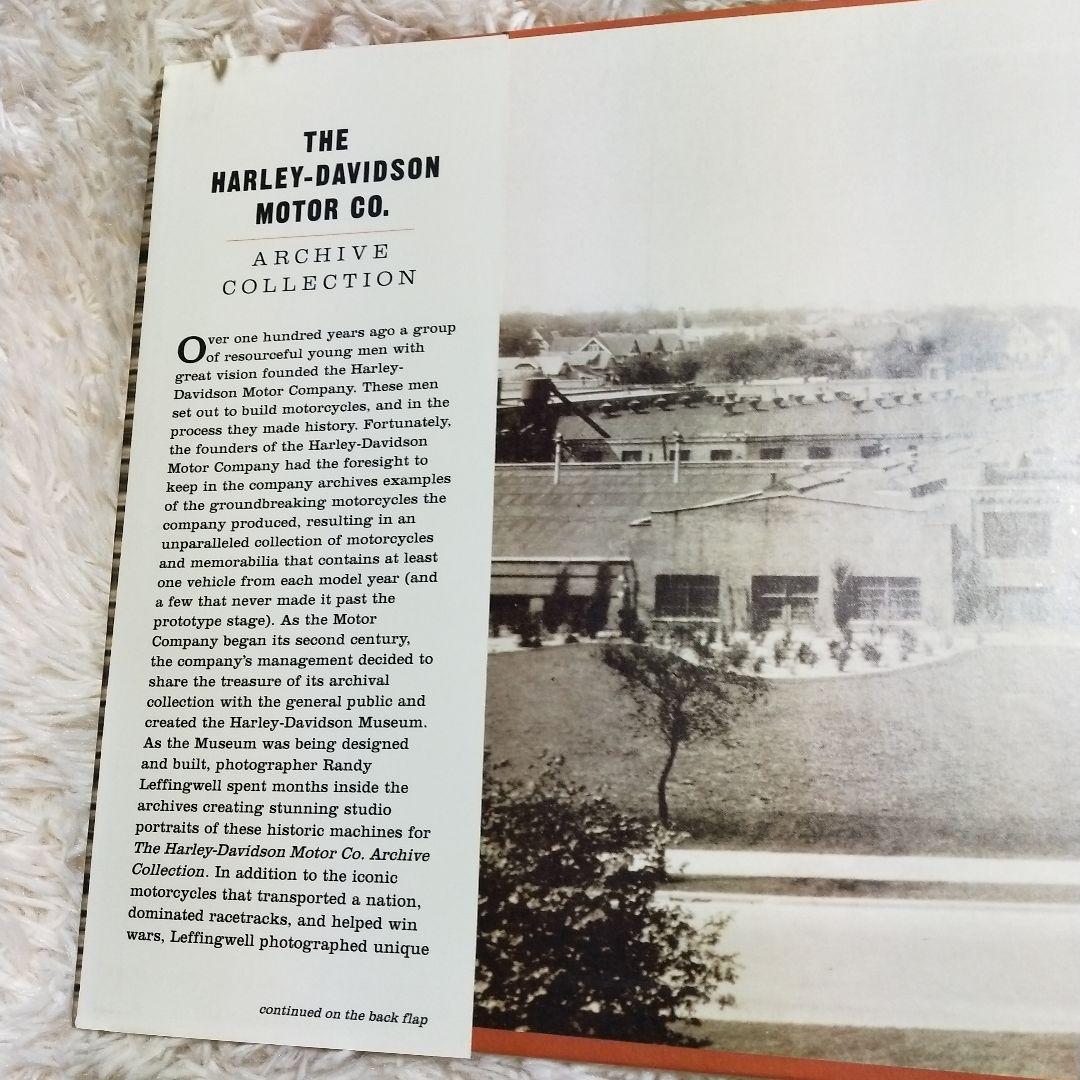 THE
HARLEY-DAVIDSON
MOTOR CO.
ARCHIVE
COLLECTION
Over one hundred years ago a group
of resourceful young men with
great vision founded the Harley-
Davidson Motor Company. These men
set out to build motorcycles, and in the
process they made history. Fortunately,
the founders of the Harley-Davidson
Motor Company had the foresight to
keep in the company archives examples
of the groundbreaking motorcycles the
company produced, resulting in an
unparalleled collection of motorcycles
and memorabilia that contains at least
one vehicle from each model year (and
a few that never made it past the
prototype stage). As the Motor
Company began its second century,
the company's management decided to
share the treasure of its archival
collection with the general public and
created the Harley-Davidson Museum.
As the Museum was being designed
and built, photographer Randy
Leffingwell spent months inside the
archives creating stunning studio
portraits of these historic machines for
The Harley-Davidson Motor Co. Archive
Collection. In addition to the iconic
motorcycles that transported a nation,
dominated racetracks, and helped win
wars, Leffingwell photographed unique
continued on the back flap